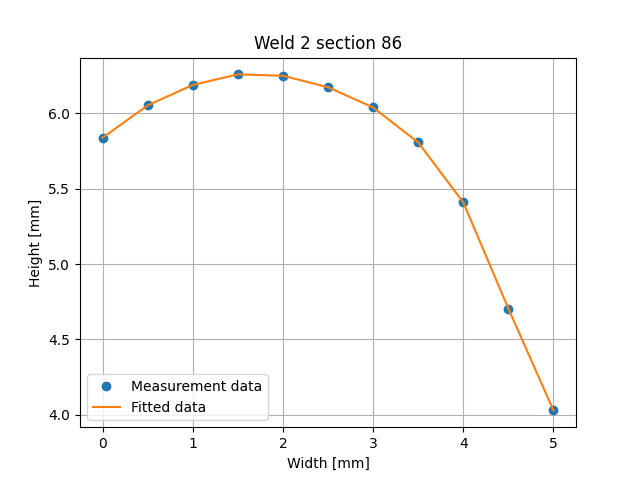 Weld 2 section 86
Height [mm]
6.0
5.5
5.0
4.5
4.0
Measurement data
Fitted data
0 1 2 3 4 5
Width [mm]